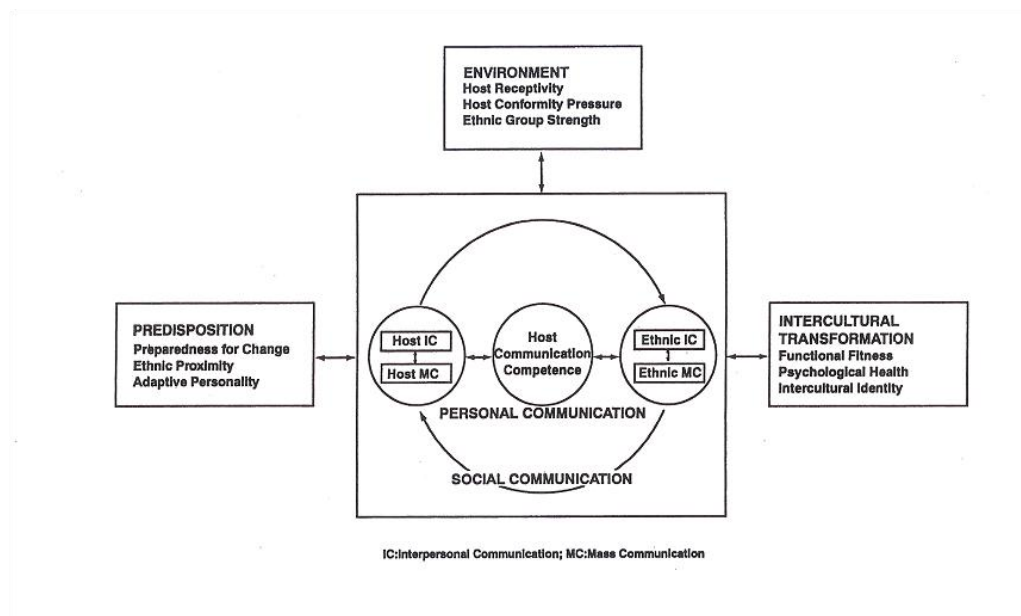 ENVIRONMENT
Host Receptivity
Host Conformity Pressure
Ethnic Group Strength
PREDISPOSITION
Preparedness for Change
Ethnic Proximity
Adaptive Personality
Host IC
Host MC
Host
Communication
Competence
Ethnic IC
Ethnic MC
INTERCULTURAL
TRANSFORMATION
Functional Fitness
Psychological Health
Intercultural Identity
PERSONAL COMMUNICATION
SOCIAL COMMUNICATION
IC:Interpersonal Communication; MC:Mass Communication